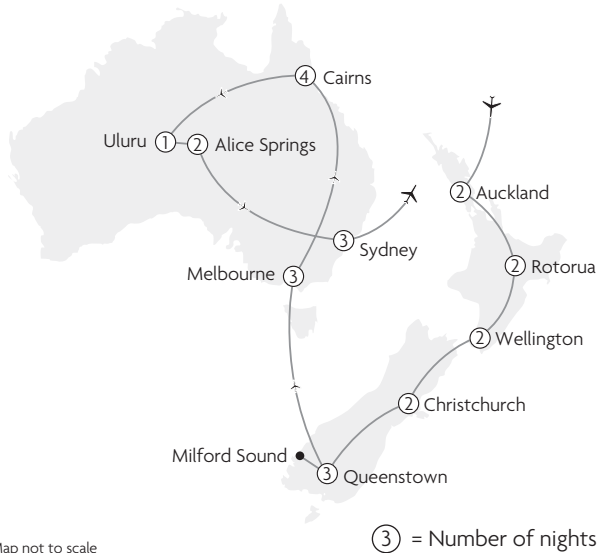 4 Cairns
Uluru 1 2 Alice Springs
2 Auckland
3 Sydney
Melbourne 3
2 Rotorua
2 Wellington
2 Christchurch
Milford Sound
3 Queenstown
3 = Number of nights
not to scale